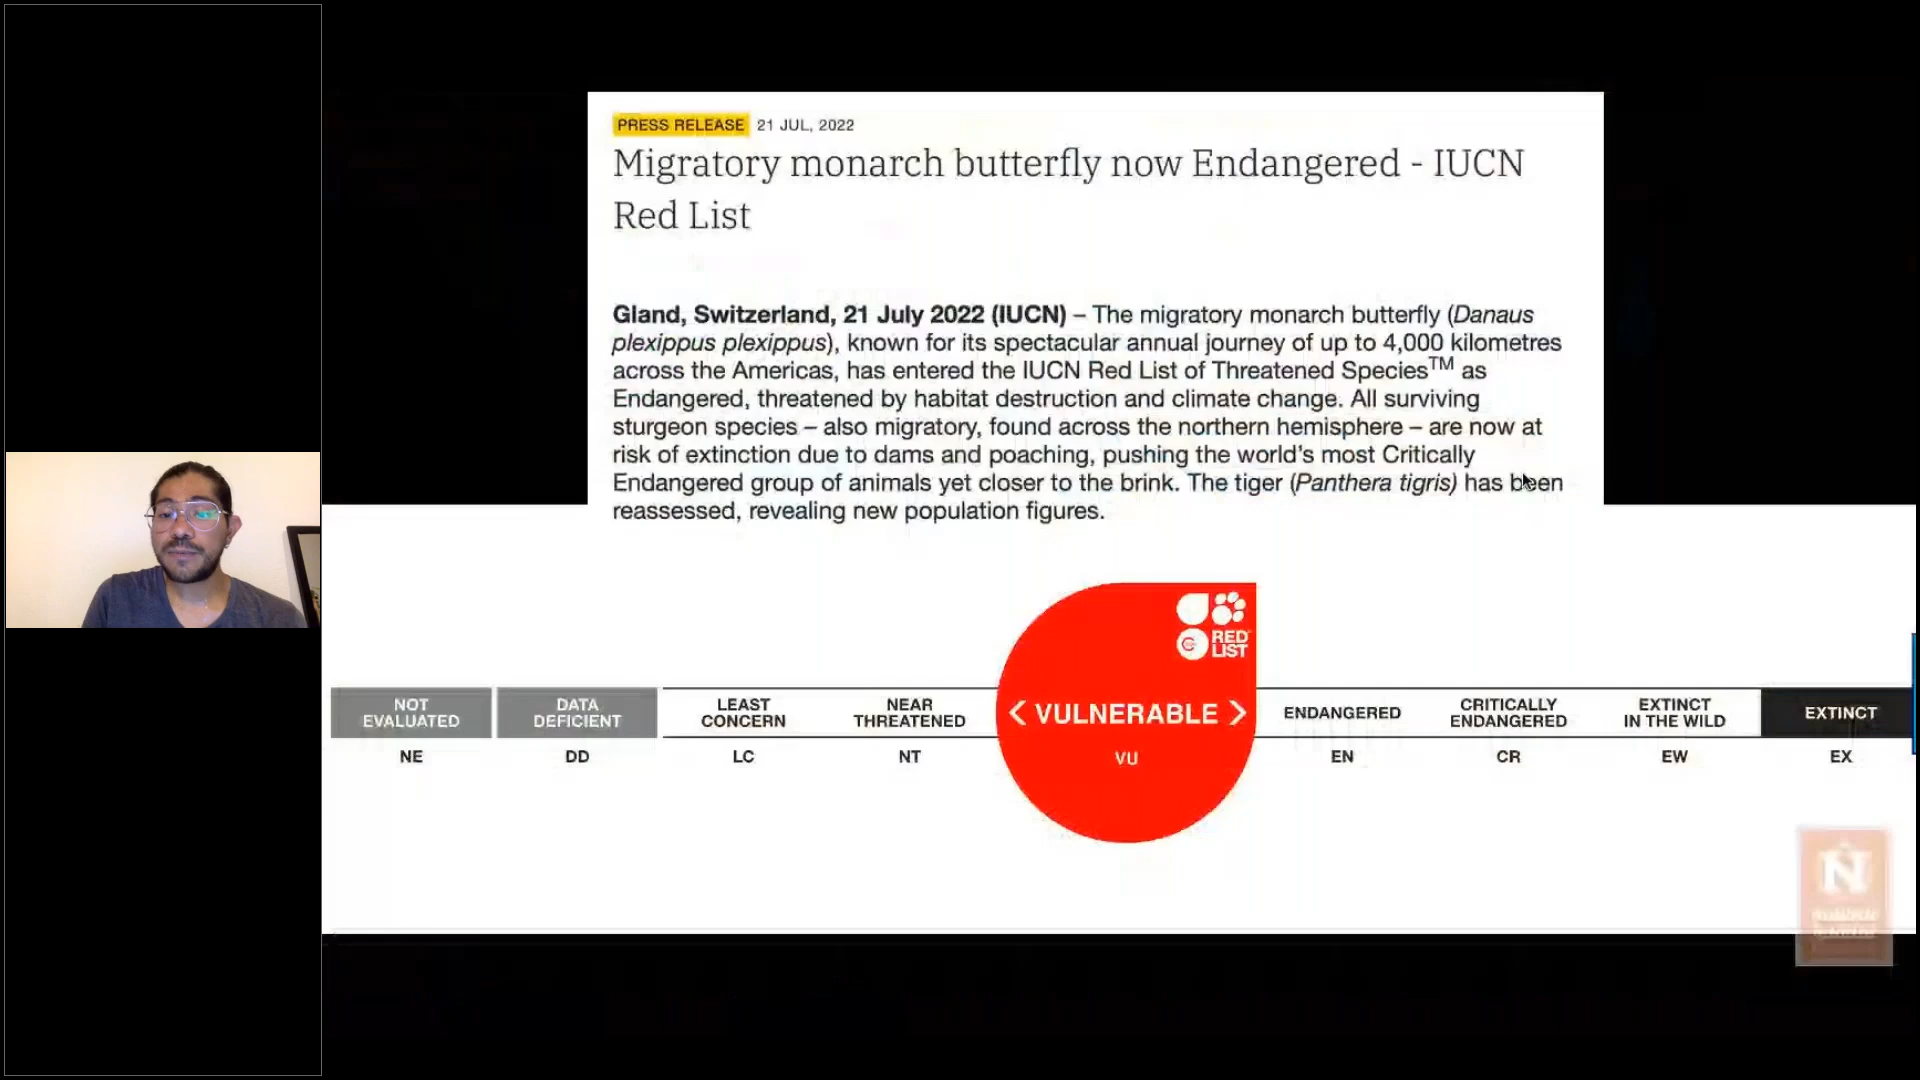 PRESS RELEASE 21 JUL, 2022
Migratory monarch butterfly now Endangered - IUCN
Red List
Gland, Switzerland, 21 July 2022 (IUCN) – The migratory monarch butterfly (Danaus
plexippus plexippus), known for its spectacular annual journey of up to 4,000 kilometres
across the Americas, has entered the IUCN Red List of Threatened Species™ as
Endangered, threatened by habitat destruction and climate change. All surviving
sturgeon species – also migratory, found across the northern hemisphere – are now at
risk of extinction due to dams and poaching, pushing the world's most Critically
Endangered group of animals yet closer to the brink. The tiger (Panthera tigris) has been
reassessed, revealing new population figures.
RED
LIST
NOT
EVALUATED
NE
DATA
DEFICIENT
DD
LEAST
CONCERN
LC
NEAR
THREATENED
NT
< VULNERABLE >
VU
ENDANGERED
EN
CRITICALLY
ENDANGERED
CR
EXTINCT
IN THE WILD
EW
EXTINCT
EX
N